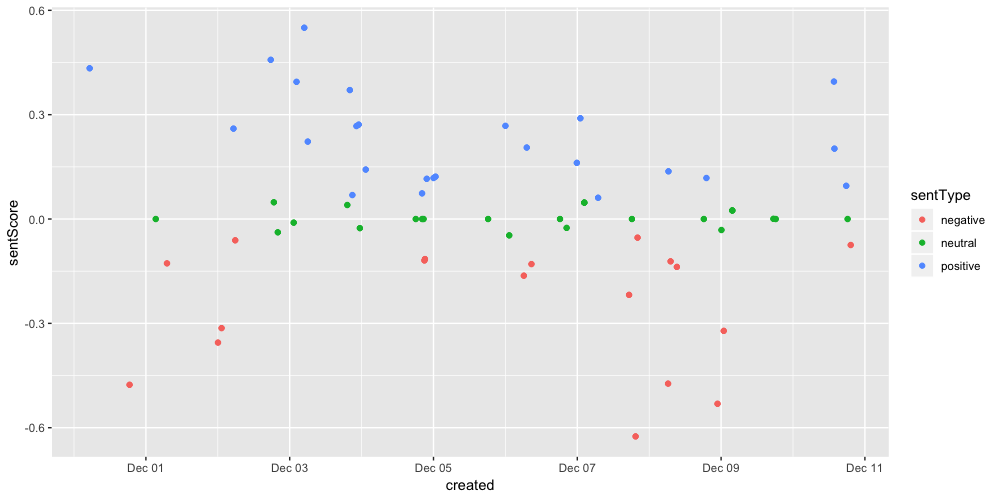 0.6
0.3
0.0
-0.3
-0.6
sentScore
Dec 01 Dec 03 Dec 05 Dec 07 Dec 09 Dec 11
created
sentType
negative
neutral
positive